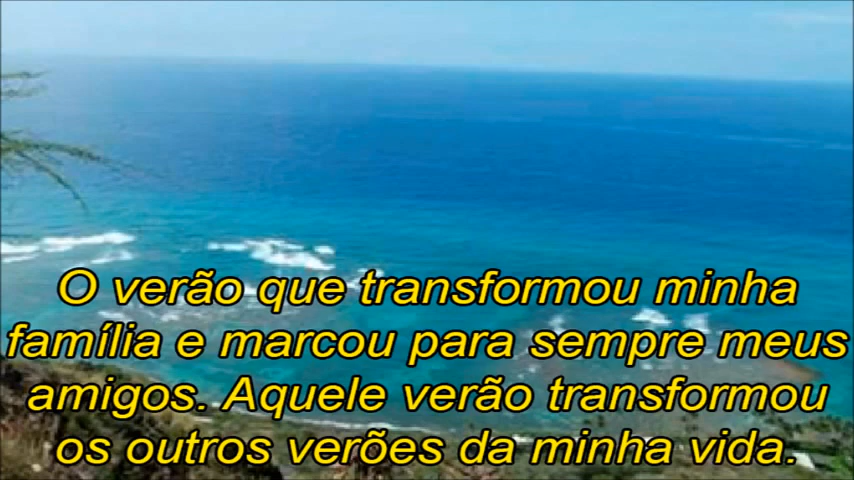 O verão que transformou minha
família e marcou para sempre meus
amigos. Aquele verão transformou
os outros verões da minha vida.